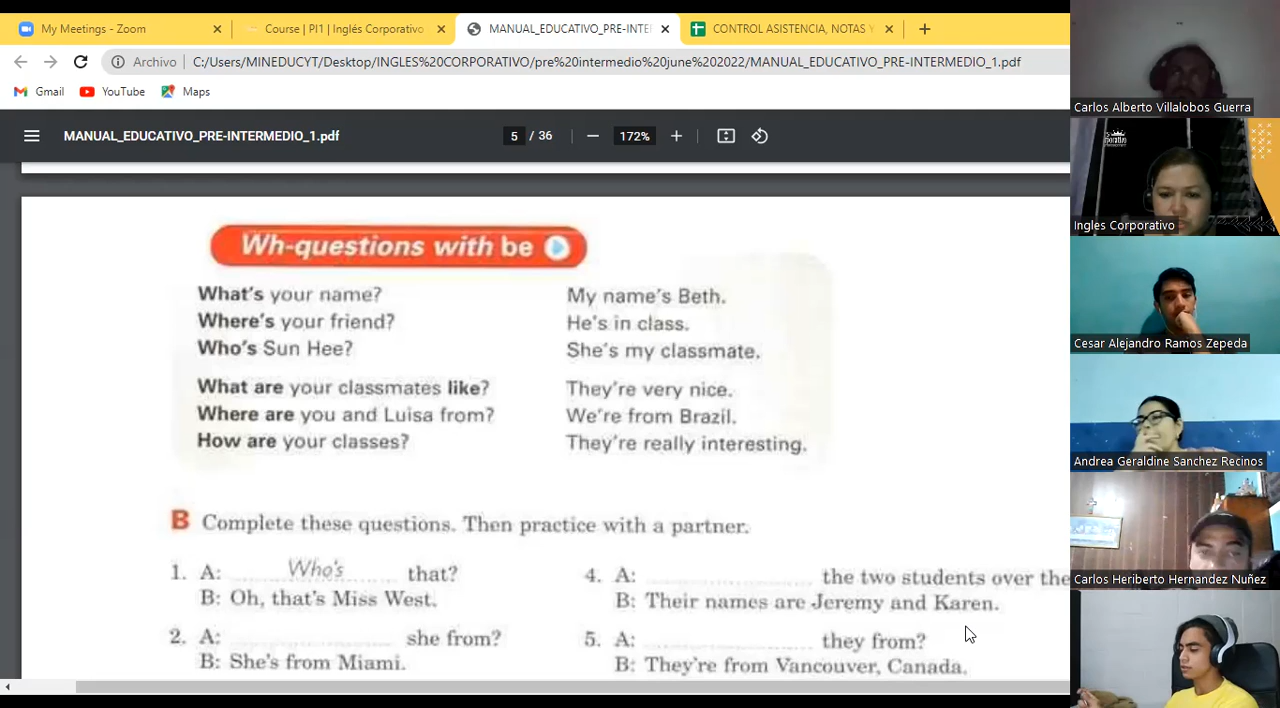 My Meetings - Zoom
Course | PI1 | Inglés Corporativo
MANUAL_EDUCATIVO_PRE-INTER
CONTROL ASISTENCIA, NOTAS Y
Archivo
C:/Users/MINEDUCYT/Desktop/INGLES%20CORPORATIVO/pre%20intermedio%20june%202022/MANUAL_EDUCATIVO_PRE-INTERMEDIO_1.pdf
Gmail
YouTube
Maps
MANUAL_EDUCATIVO_PRE-INTERMEDIO_1.pdf
5 / 36
172%
Wh-questions with be
What's your name?
My name's Beth.
Where's your friend?
He's in class.
Who's Sun Hee?
She's my classmate.
What are your classmates like?
They're very nice.
Where are you and Luisa from?
We're from Brazil.
How are your classes?
They're really interesting.
B Complete these questions. Then practice with a partner.
1. A: Who's that?
B: Oh, that's Miss West.
2. A: ............ she from?
B: She's from Miami.
4. A: ............ the two students over the
B: Their names are Jeremy and Karen.
5. A: ............ they from?
B: They're from Vancouver, Canada.
Carlos Alberto Villalobos Guerra
Ingles Corporativo
Cesar Alejandro Ramos Zepeda
Andrea Geraldine Sanchez Recinos
Carlos Heriberto Hernandez Nuñez